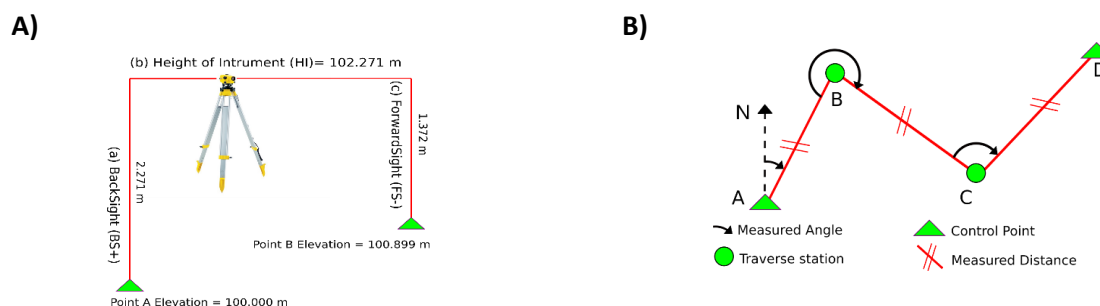 A)
(b) Height of Intrument (HI)= 102.271 m
(a) BackSight (BS+)
2.271 m
(c) ForwardSight (FS-)
1.372 m
Point B Elevation = 100.899 m
Point A Elevation = 100.000 m
B)
D
B
N
C
A
Measured Angle
Control Point
Traverse station
Measured Distance